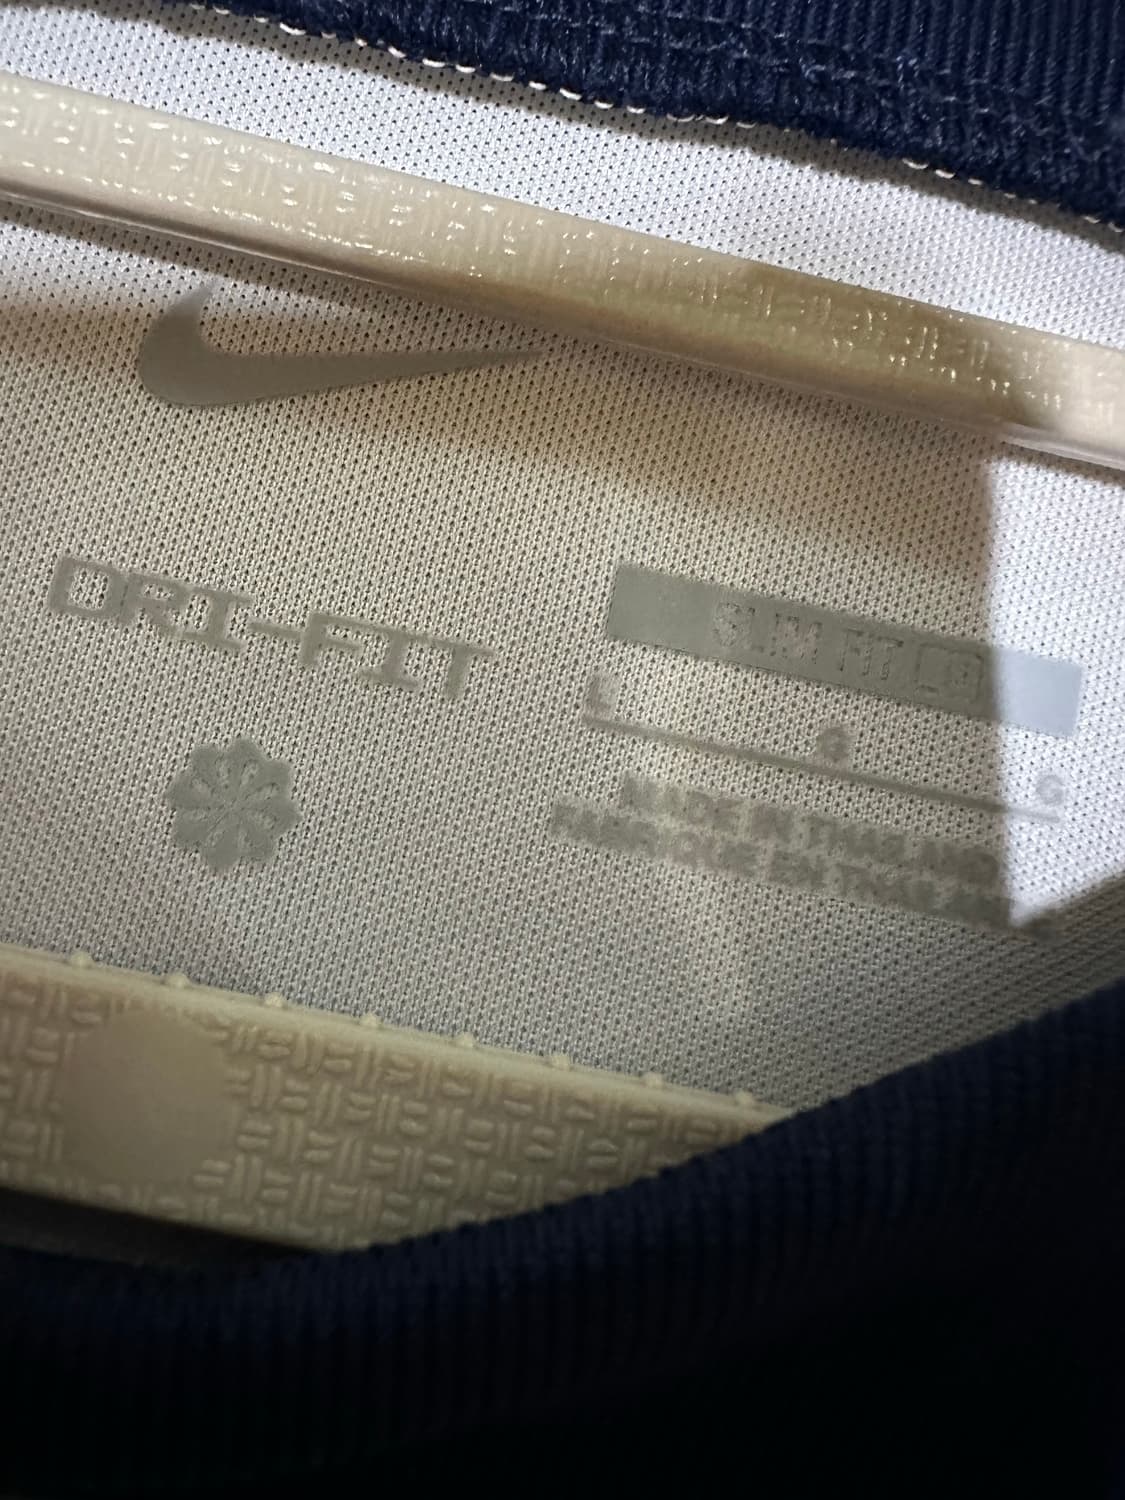 DRI-FIT
SLIM FIT
L
G
G
MADE IN THAILAND
FABRIQUÉ EN